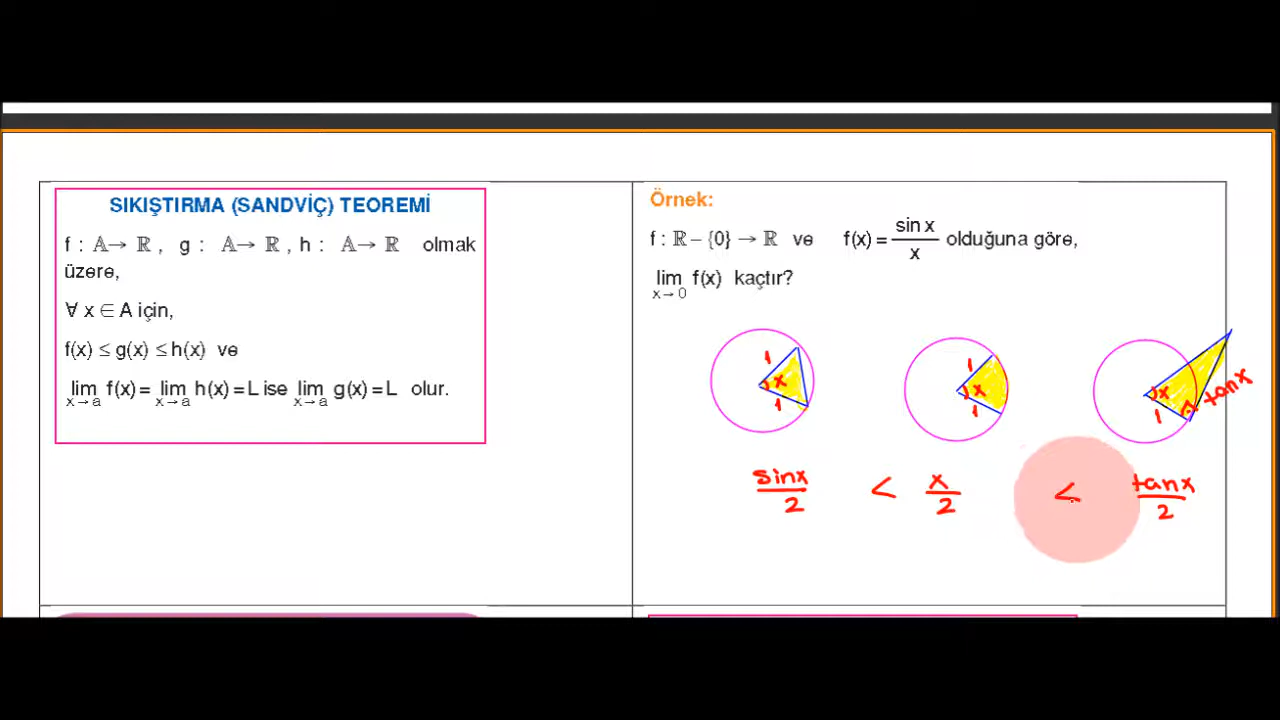 SIKIŞTIRMA (SANDVİÇ) TEOREMİ
f : 𝔸→ ℝ , g : 𝔸→ ℝ , h : 𝔸→ ℝ olmak
üzere,
∀ x ∈ A için,
f(x) ≤ g(x) ≤ h(x) ve
lim x→a f(x) = lim x→a h(x) = L ise lim x→a g(x) = L olur.
Örnek:
f : ℝ – {0} → ℝ ve f(x) = sin x / x olduğuna göre,
lim x→0 f(x) kaçtır?
1 x 1
1 x 1
x 1 tanx
sinx/2 < x/2 < tanx/2